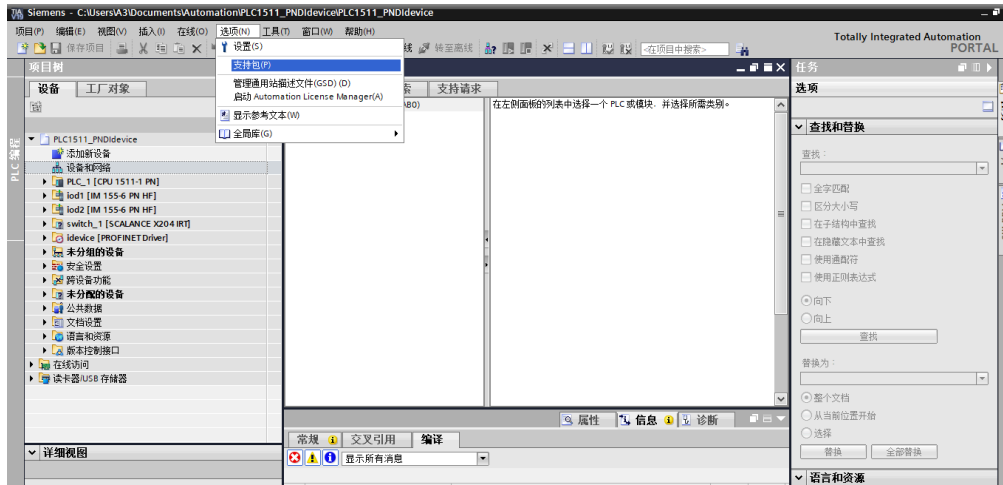 Siemens - C:\Users\A3\Documents\Automation\PLC1511_PNDIdevice\PLC1511_PNDIdevice
项目(P) 编辑(E) 视图(V) 插入(I) 在线(O) 选项(N) 工具(T) 窗口(W) 帮助(H)
Totally Integrated Automation
PORTAL
保存项目
转至离线
<在项目中搜索>
设置(S)
支持包(P)
管理通用站描述文件(GSD) (D)
启动 Automation License Manager(A)
显示参考文本(W)
全局库(G)
项目树
设备
工厂对象
支持请求
在左侧面板的列表中选择一个 PLC 或模块，并选择所需类别。
PLC 编程
PLC1511_PNDIdevice
添加新设备
设备和网络
PLC_1 [CPU 1511-1 PN]
iod1 [IM 155-6 PN HF]
iod2 [IM 155-6 PN HF]
switch_1 [SCALANCE X204 IRT]
idevice [PROFINET Driver]
未分组的设备
安全设置
跨设备功能
未分配的设备
公共数据
文档设置
语言和资源
版本控制接口
在线访问
读卡器/USB 存储器
详细视图
属性
信息
诊断
常规
交叉引用
编译
显示所有消息
任务
选项
查找和替换
查找：
全字匹配
区分大小写
在子结构中查找
在隐藏文本中查找
使用通配符
使用正则表达式
向下
向上
查找
替换为：
整个文档
从当前位置开始
选择
替换
全部替换
语言和资源